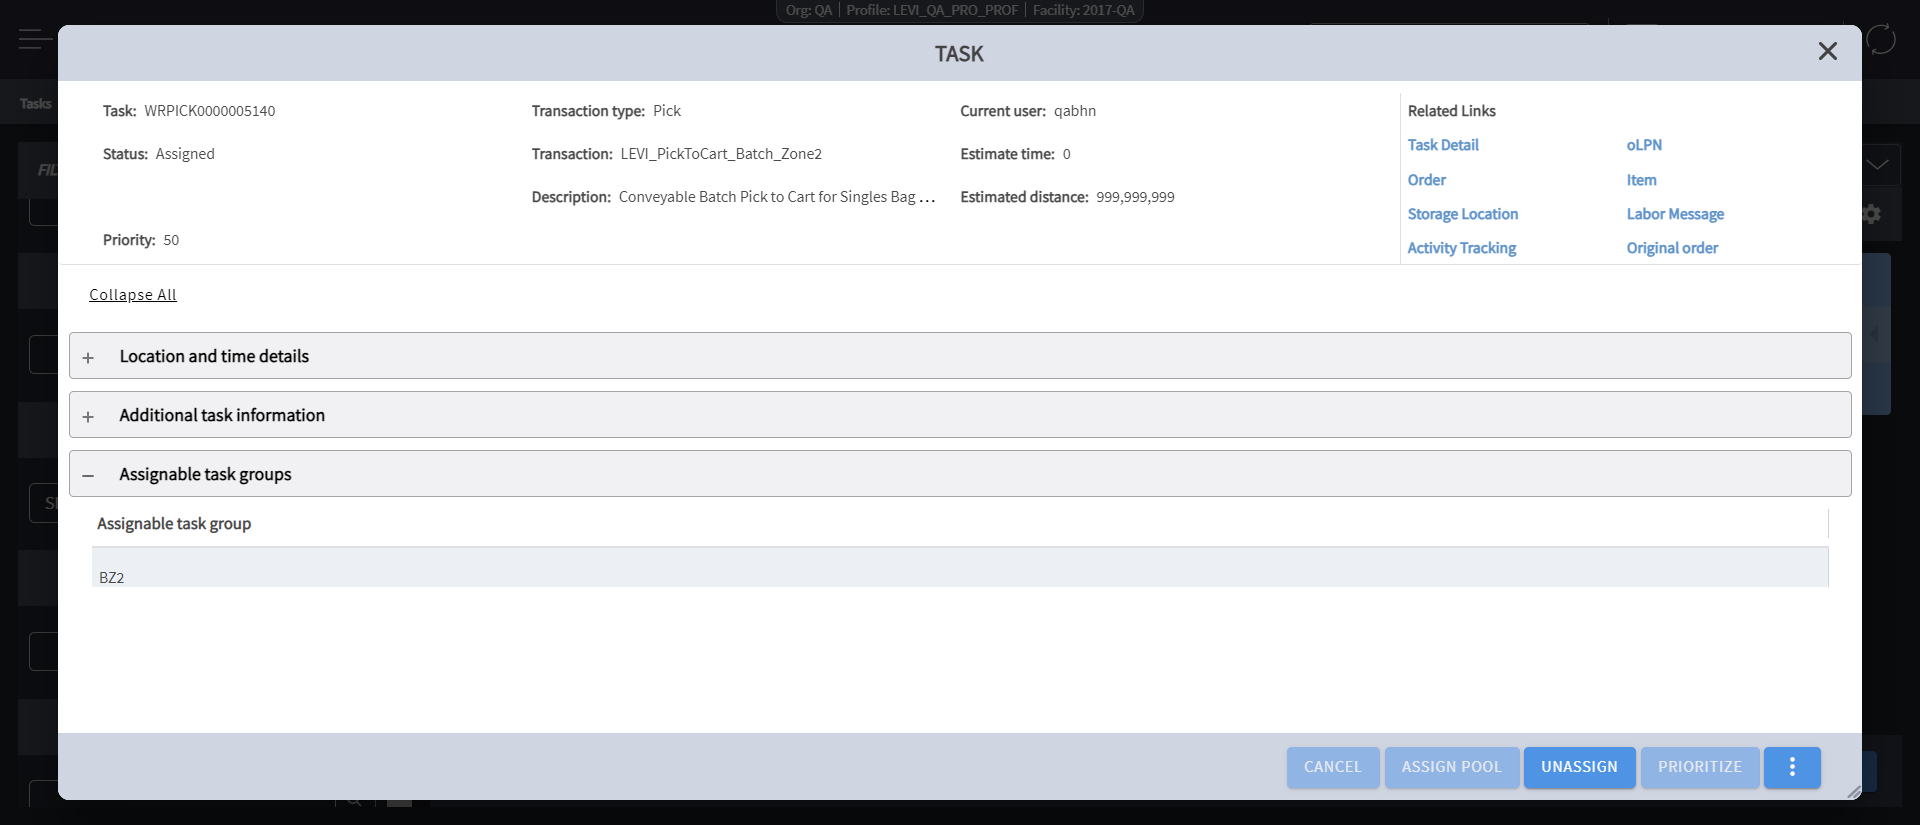 Org: QA | Profile: LEVI_QA_PRO_PROF | Facility: 2017-QA
Tasks
TASK
Task: WRPICK0000005140
Transaction type: Pick
Current user: qabhn
Related Links
Status: Assigned
Transaction: LEVI_PickToCart_Batch_Zone2
Estimate time: 0
Task Detail
oLPN
Description: Conveyable Batch Pick to Cart for Singles Bag ...
Estimated distance: 999,999,999
Order
Item
Storage Location
Labor Message
Priority: 50
Activity Tracking
Original order
Collapse All
+ Location and time details
+ Additional task information
– Assignable task groups
Assignable task group
BZ2
CANCEL
ASSIGN POOL
UNASSIGN
PRIORITIZE